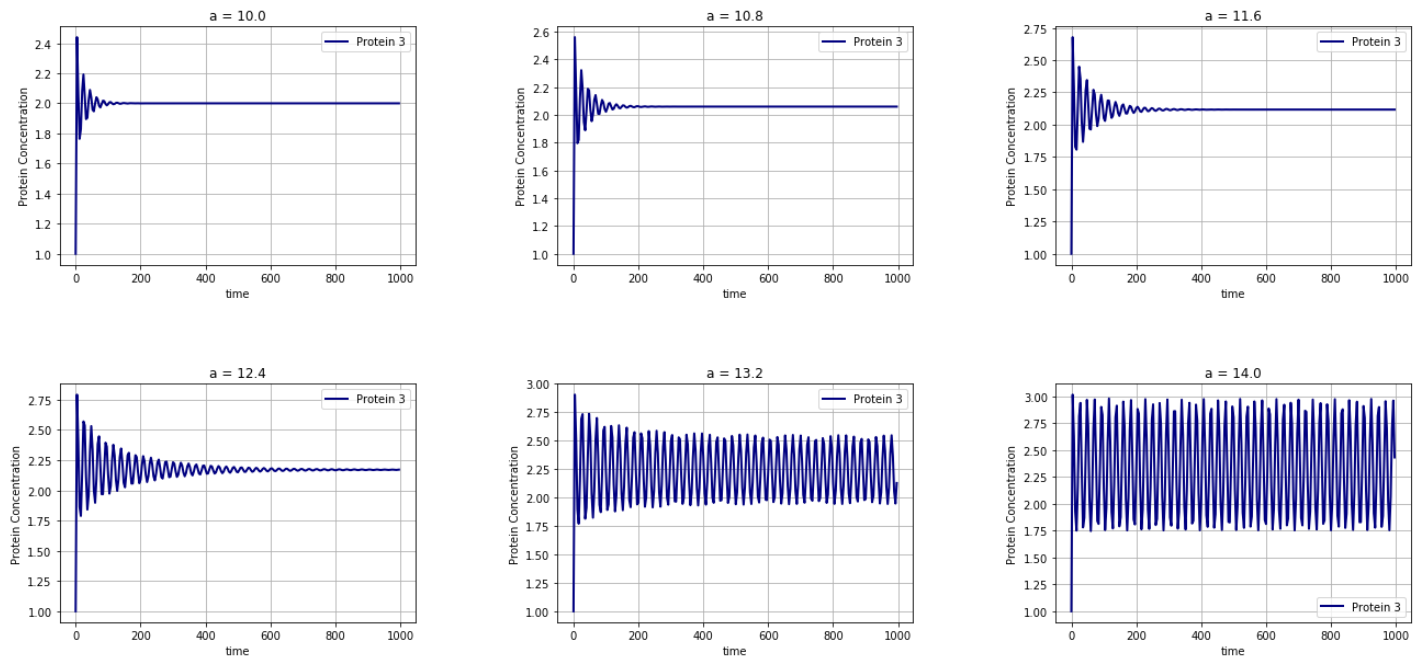 a = 10.0
Protein 3
Protein Concentration
2.4
2.2
2.0
1.8
1.6
1.4
1.2
1.0
0 200 400 600 800 1000
time
a = 10.8
Protein 3
Protein Concentration
2.6
2.4
2.2
2.0
1.8
1.6
1.4
1.2
1.0
0 200 400 600 800 1000
time
a = 11.6
Protein 3
Protein Concentration
2.75
2.50
2.25
2.00
1.75
1.50
1.25
1.00
0 200 400 600 800 1000
time
a = 12.4
Protein 3
Protein Concentration
2.75
2.50
2.25
2.00
1.75
1.50
1.25
1.00
0 200 400 600 800 1000
time
a = 13.2
Protein 3
Protein Concentration
3.00
2.75
2.50
2.25
2.00
1.75
1.50
1.25
1.00
0 200 400 600 800 1000
time
a = 14.0
Protein Concentration
3.00
2.75
2.50
2.25
2.00
1.75
1.50
1.25
1.00
Protein 3
0 200 400 600 800 1000
time